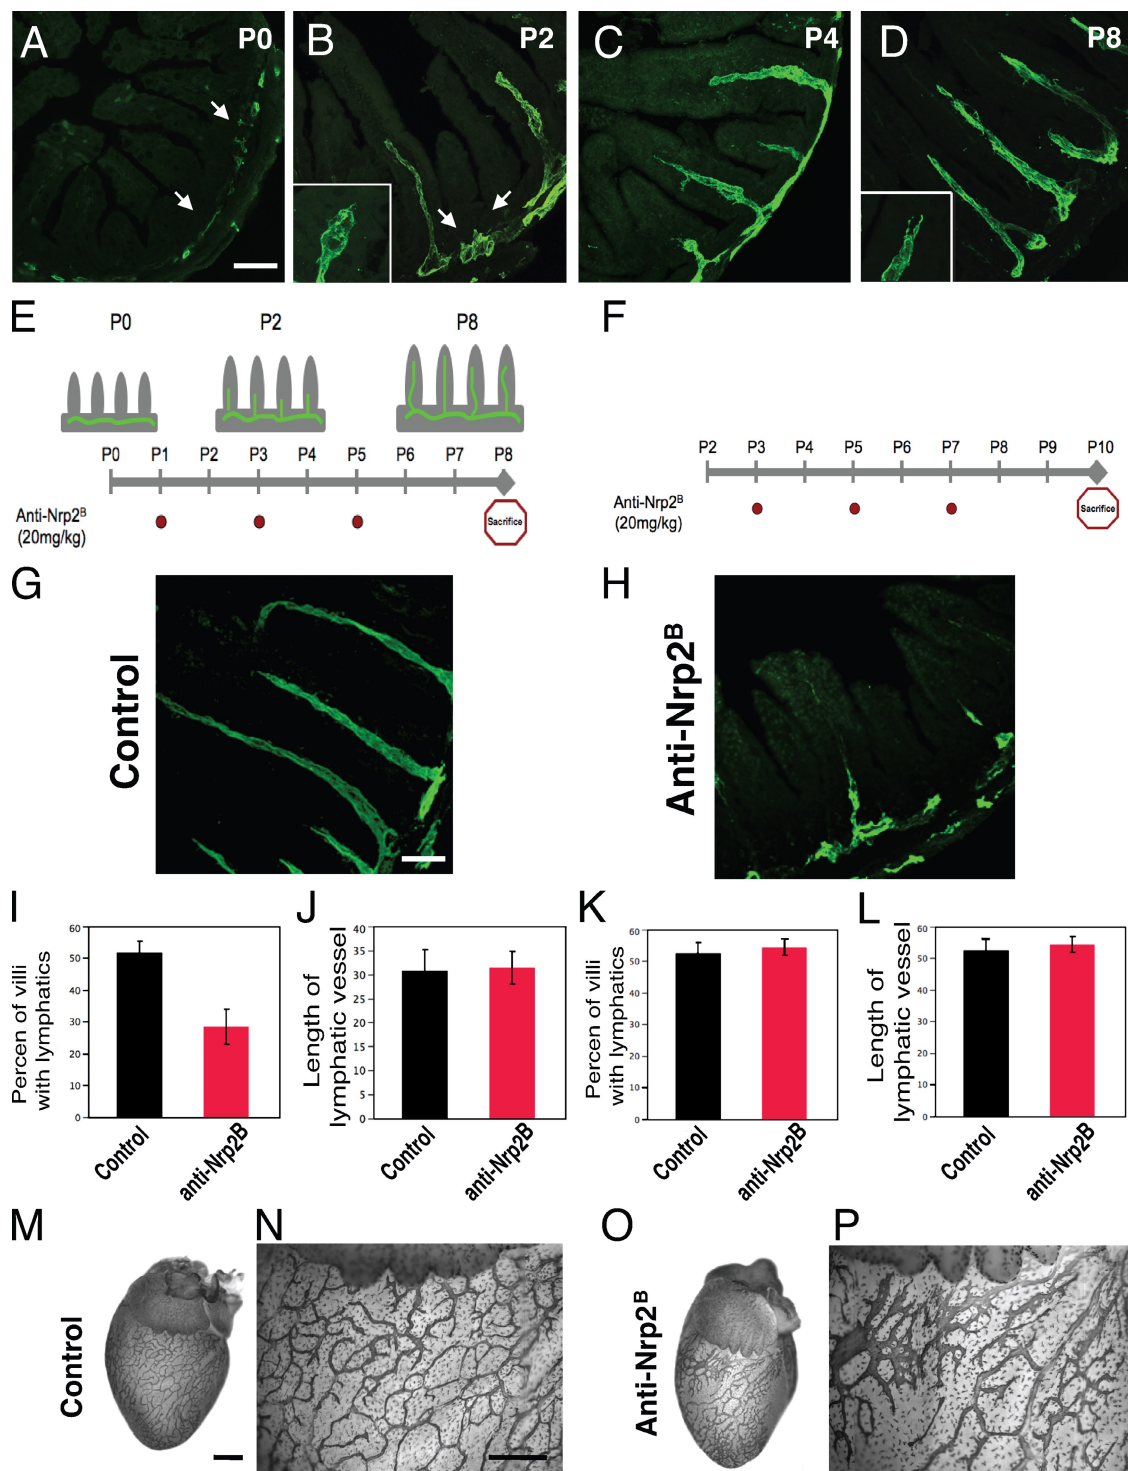 A P0 B P2 C P4 D P8
E P0 P2 P8 F
P0 P1 P2 P3 P4 P5 P6 P7 P8
Anti-Nrp2B
(20mg/kg)
Sacrifice
P2 P3 P4 P5 P6 P7 P8 P9 P10
Anti-Nrp2B
(20mg/kg)
Sacrifice
G H
Control
Anti-Nrp2B
I J K L
Percen of villi
with lymphatics
60
50
40
30
20
10
0
Control anti-Nrp2B
Length of
lymphatic vessel
40
35
30
25
20
15
10
5
0
Control anti-Nrp2B
Percen of villi
with lymphatics
60
50
40
30
20
10
0
Control anti-Nrp2B
Length of
lymphatic vessel
60
50
40
30
20
10
0
Control anti-Nrp2B
M N O P
Control
Anti-Nrp2B